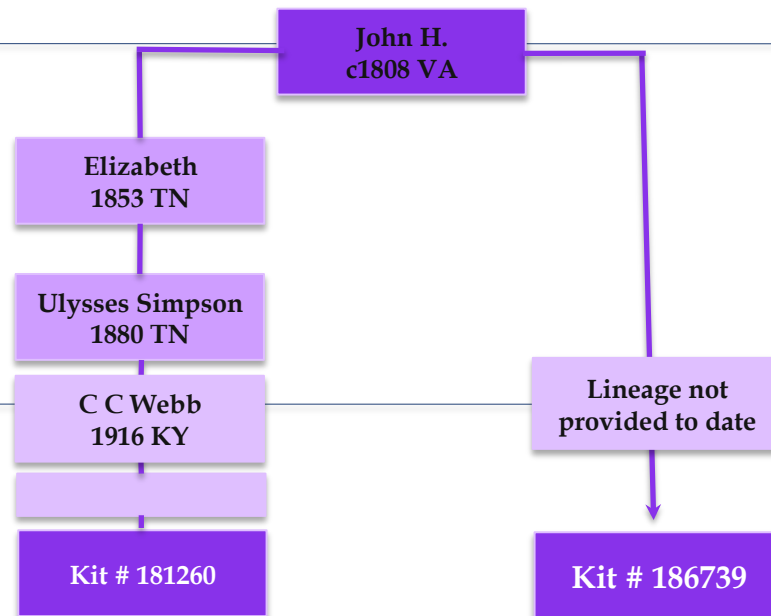 John H.
c1808 VA
Elizabeth
1853 TN
Ulysses Simpson
1880 TN
C C Webb
1916 KY
Kit # 181260
Lineage not
provided to date
Kit # 186739